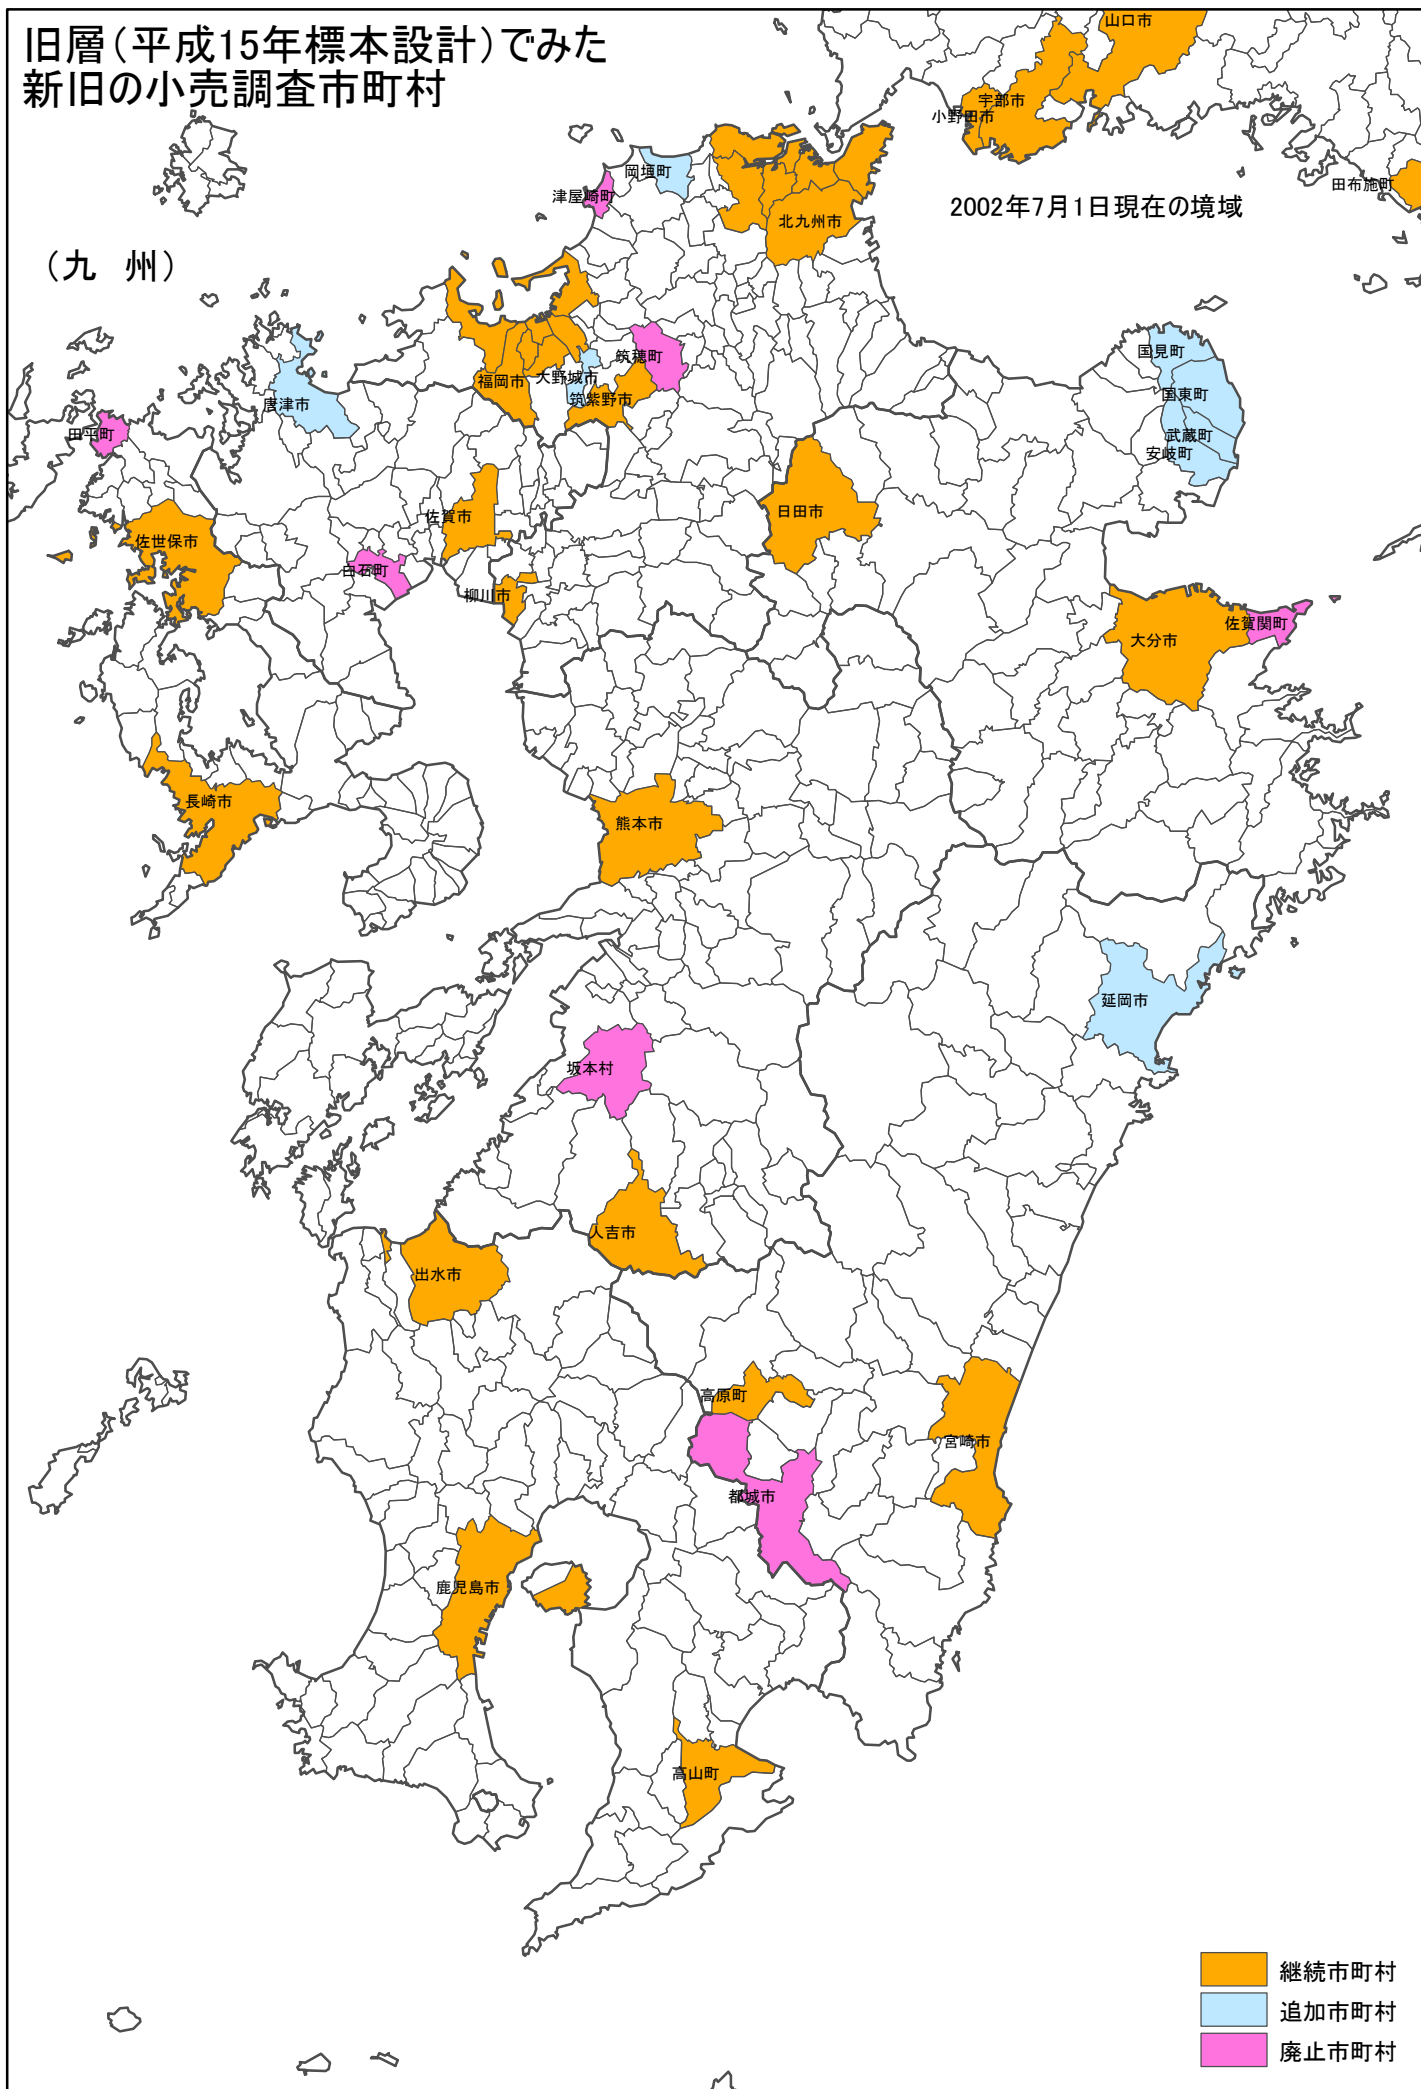 旧層（平成15年標本設計）でみた
新旧の小売調査市町村
（九　州）
2002年7月1日現在の境域
山口市
宇部市
小野田市
田布施町
岡垣町
津屋崎町
北九州市
筑穂町
福岡市
大野城市
筑紫野市
唐津市
田平町
国見町
国東町
武蔵町
安岐町
佐賀市
日田市
佐世保市
白石町
柳川市
大分市
佐賀関町
長崎市
熊本市
延岡市
坂本村
人吉市
出水市
高原町
宮崎市
都城市
鹿児島市
高山町
継続市町村
追加市町村
廃止市町村